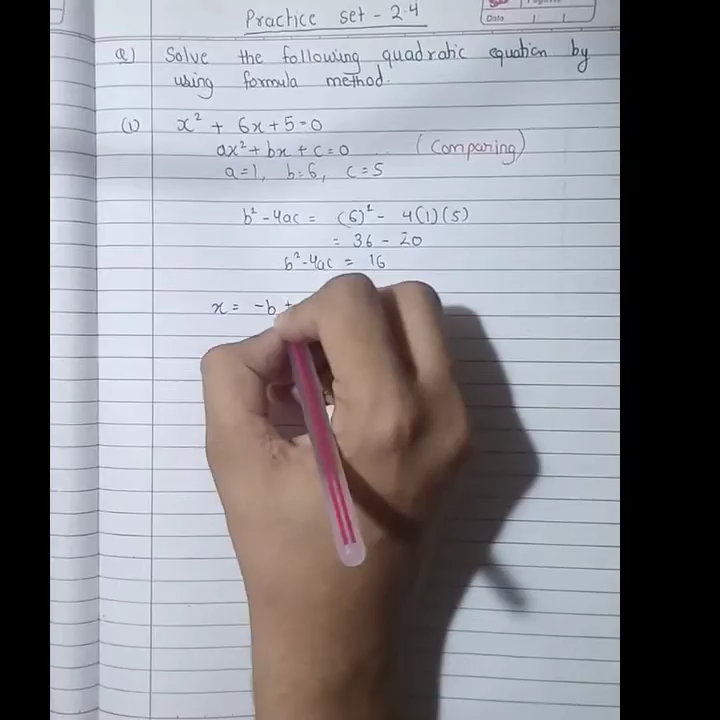 Practice set - 2.4
Date
Q) Solve the following quadratic equation by
using formula method.
(1) x² + 6x + 5 = 0
ax² + bx + c = 0 (Comparing)
a = 1, b = 6, c = 5
b² - 4ac = (6)² - 4(1)(5)
= 36 - 20
b² - 4ac = 16
x = -b